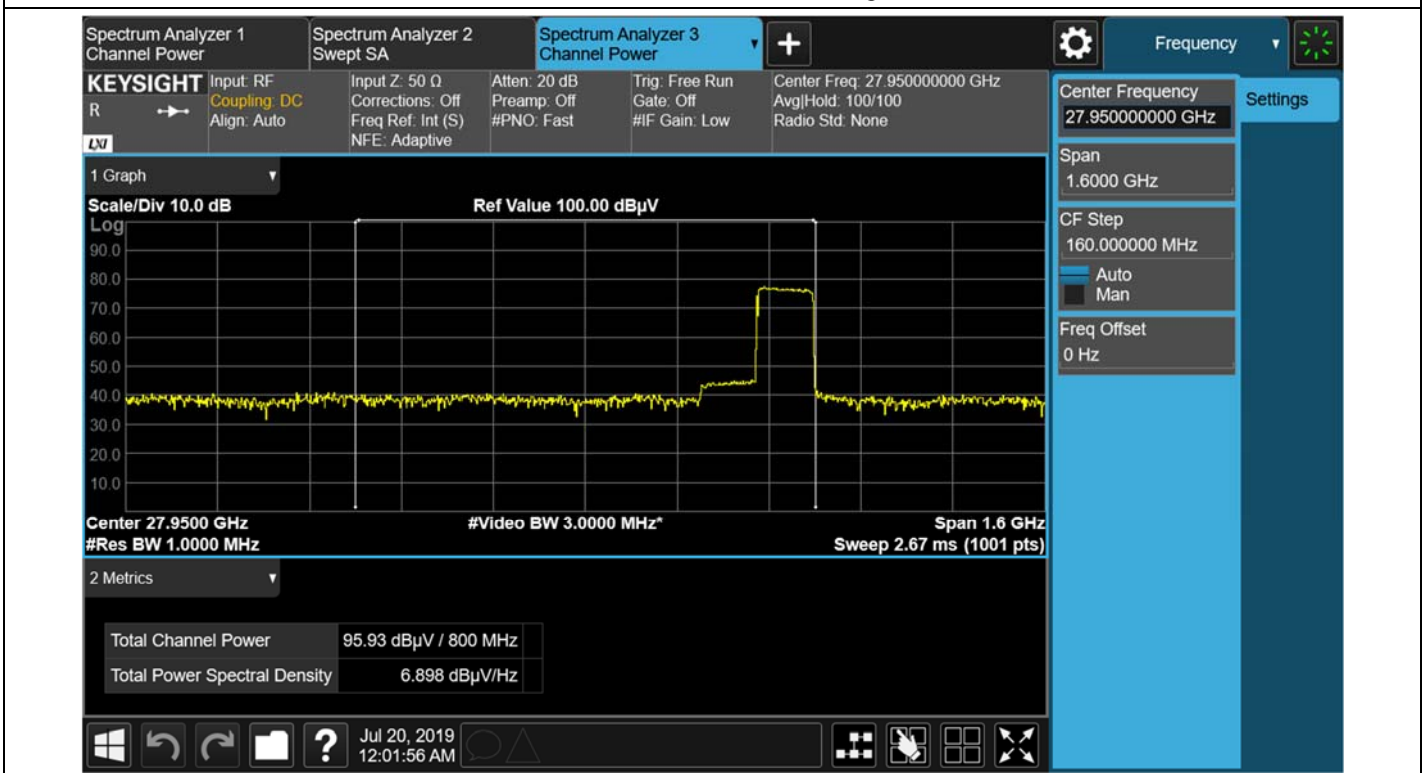 Spectrum Analyzer 1
Channel Power
Spectrum Analyzer 2
Swept SA
Spectrum Analyzer 3
Channel Power
Frequency
KEYSIGHT
R
LXI
Input: RF
Coupling: DC
Align: Auto
Input Z: 50 Ω
Corrections: Off
Freq Ref: Int (S)
NFE: Adaptive
Atten: 20 dB
Preamp: Off
#PNO: Fast
Trig: Free Run
Gate: Off
#IF Gain: Low
Center Freq: 27.950000000 GHz
Avg|Hold: 100/100
Radio Std: None
Center Frequency
27.950000000 GHz
Settings
Span
1.6000 GHz
CF Step
160.000000 MHz
Auto
Man
Freq Offset
0 Hz
1 Graph
Scale/Div 10.0 dB
Ref Value 100.00 dBµV
Log
90.0
80.0
70.0
60.0
50.0
40.0
30.0
20.0
10.0
Center 27.9500 GHz
#Video BW 3.0000 MHz*
Span 1.6 GHz
#Res BW 1.0000 MHz
Sweep 2.67 ms (1001 pts)
2 Metrics
Total Channel Power 95.93 dBµV / 800 MHz
Total Power Spectral Density 6.898 dBµV/Hz
?
Jul 20, 2019
12:01:56 AM